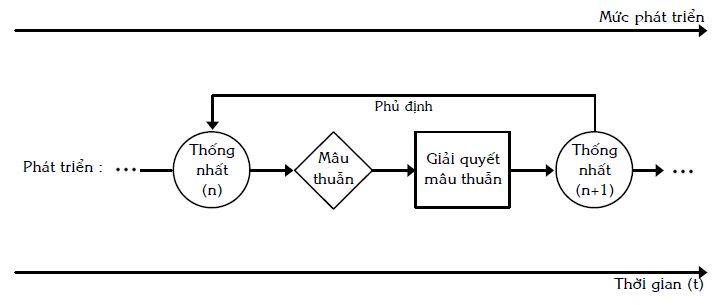 Mức phát triển
Phủ định
Phát triển : ...
Thống
nhất
(n)
Mâu
thuẫn
Giải quyết
mâu thuẫn
Thống
nhất
(n+1)
...
Thời gian (t)